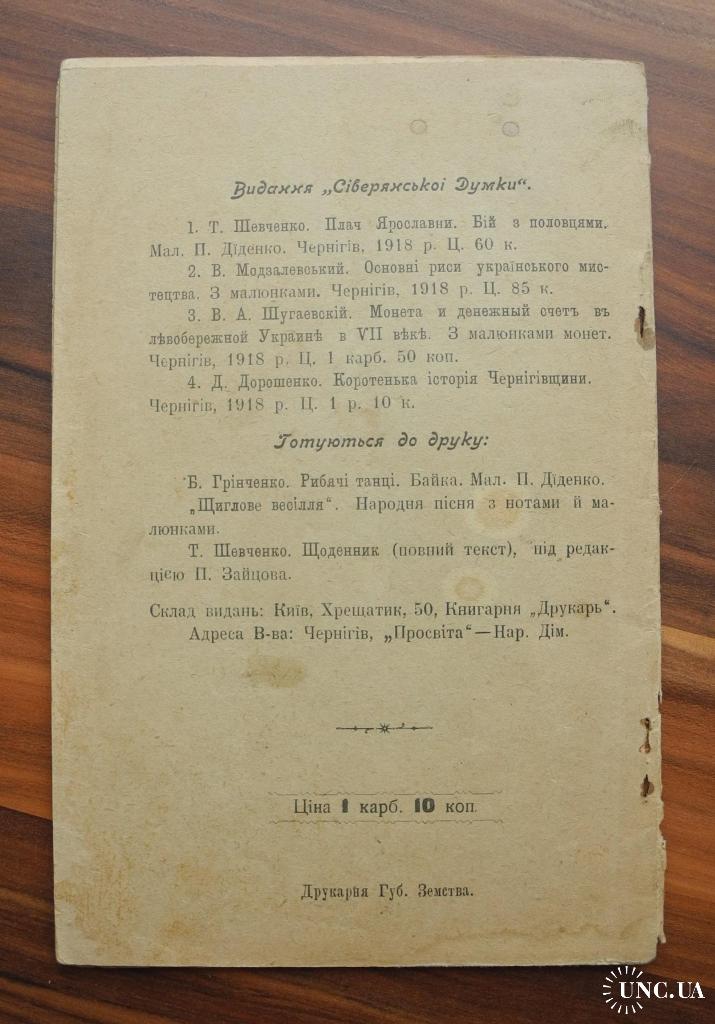 Видання „Сіверянської Думки“.
1. Т. Шевченко. Плач Ярославни. Бій з половцями.
Мал. П. Діденко. Чернігів, 1918 р. Ц. 60 к.
2. В. Модзалевський. Основні риси українського мис-
тецтва. З малюнками. Чернігів, 1918 р. Ц. 85 к.
3. В. А. Шугаевскій. Монета и денежный счетъ въ
лѣвобережной Украинѣ в VII вѣкѣ. З малюнками монет.
Чернігів, 1918 р. Ц. 1 карб. 50 коп.
4. Д. Дорошенко. Коротенька історія Чернігівщини.
Чернігів, 1918 р. Ц. 1 р. 10 к.
Готуються до друку:
Б. Грінченко. Рибячі танці. Байка. Мал. П. Діденко.
„Щиглове весілля“. Народня пісня з нотами й ма-
люнками.
Т. Шевченко. Щоденник (повний текст), під редак-
цією П. Зайцова.
Склад видань: Київ, Хрещатик, 50, Книгарня „Друкарь“.
Адреса В-ва: Чернігів, „Просвіта“—Нар. Дім.
Ціна 1 карб. 10 коп.
Друкарня Губ. Земства.
UNC.UA